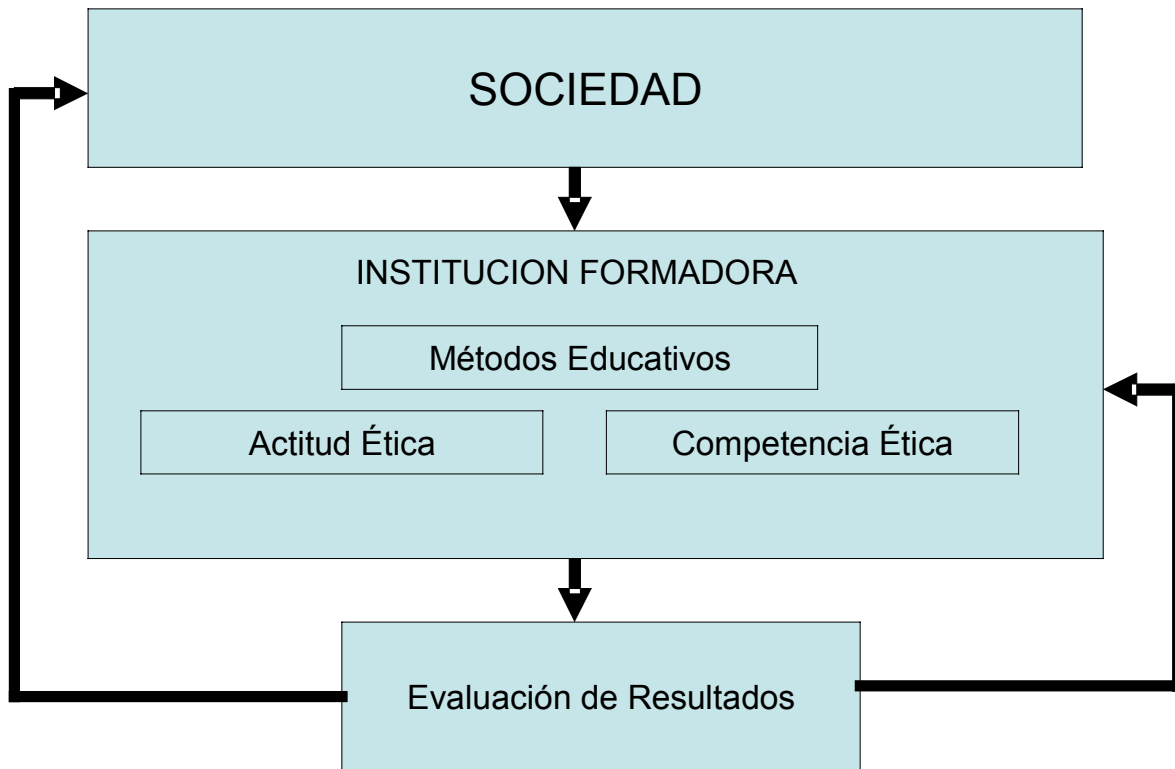 SOCIEDAD
INSTITUCION FORMADORA
Métodos Educativos
Actitud Ética
Competencia Ética
Evaluación de Resultados